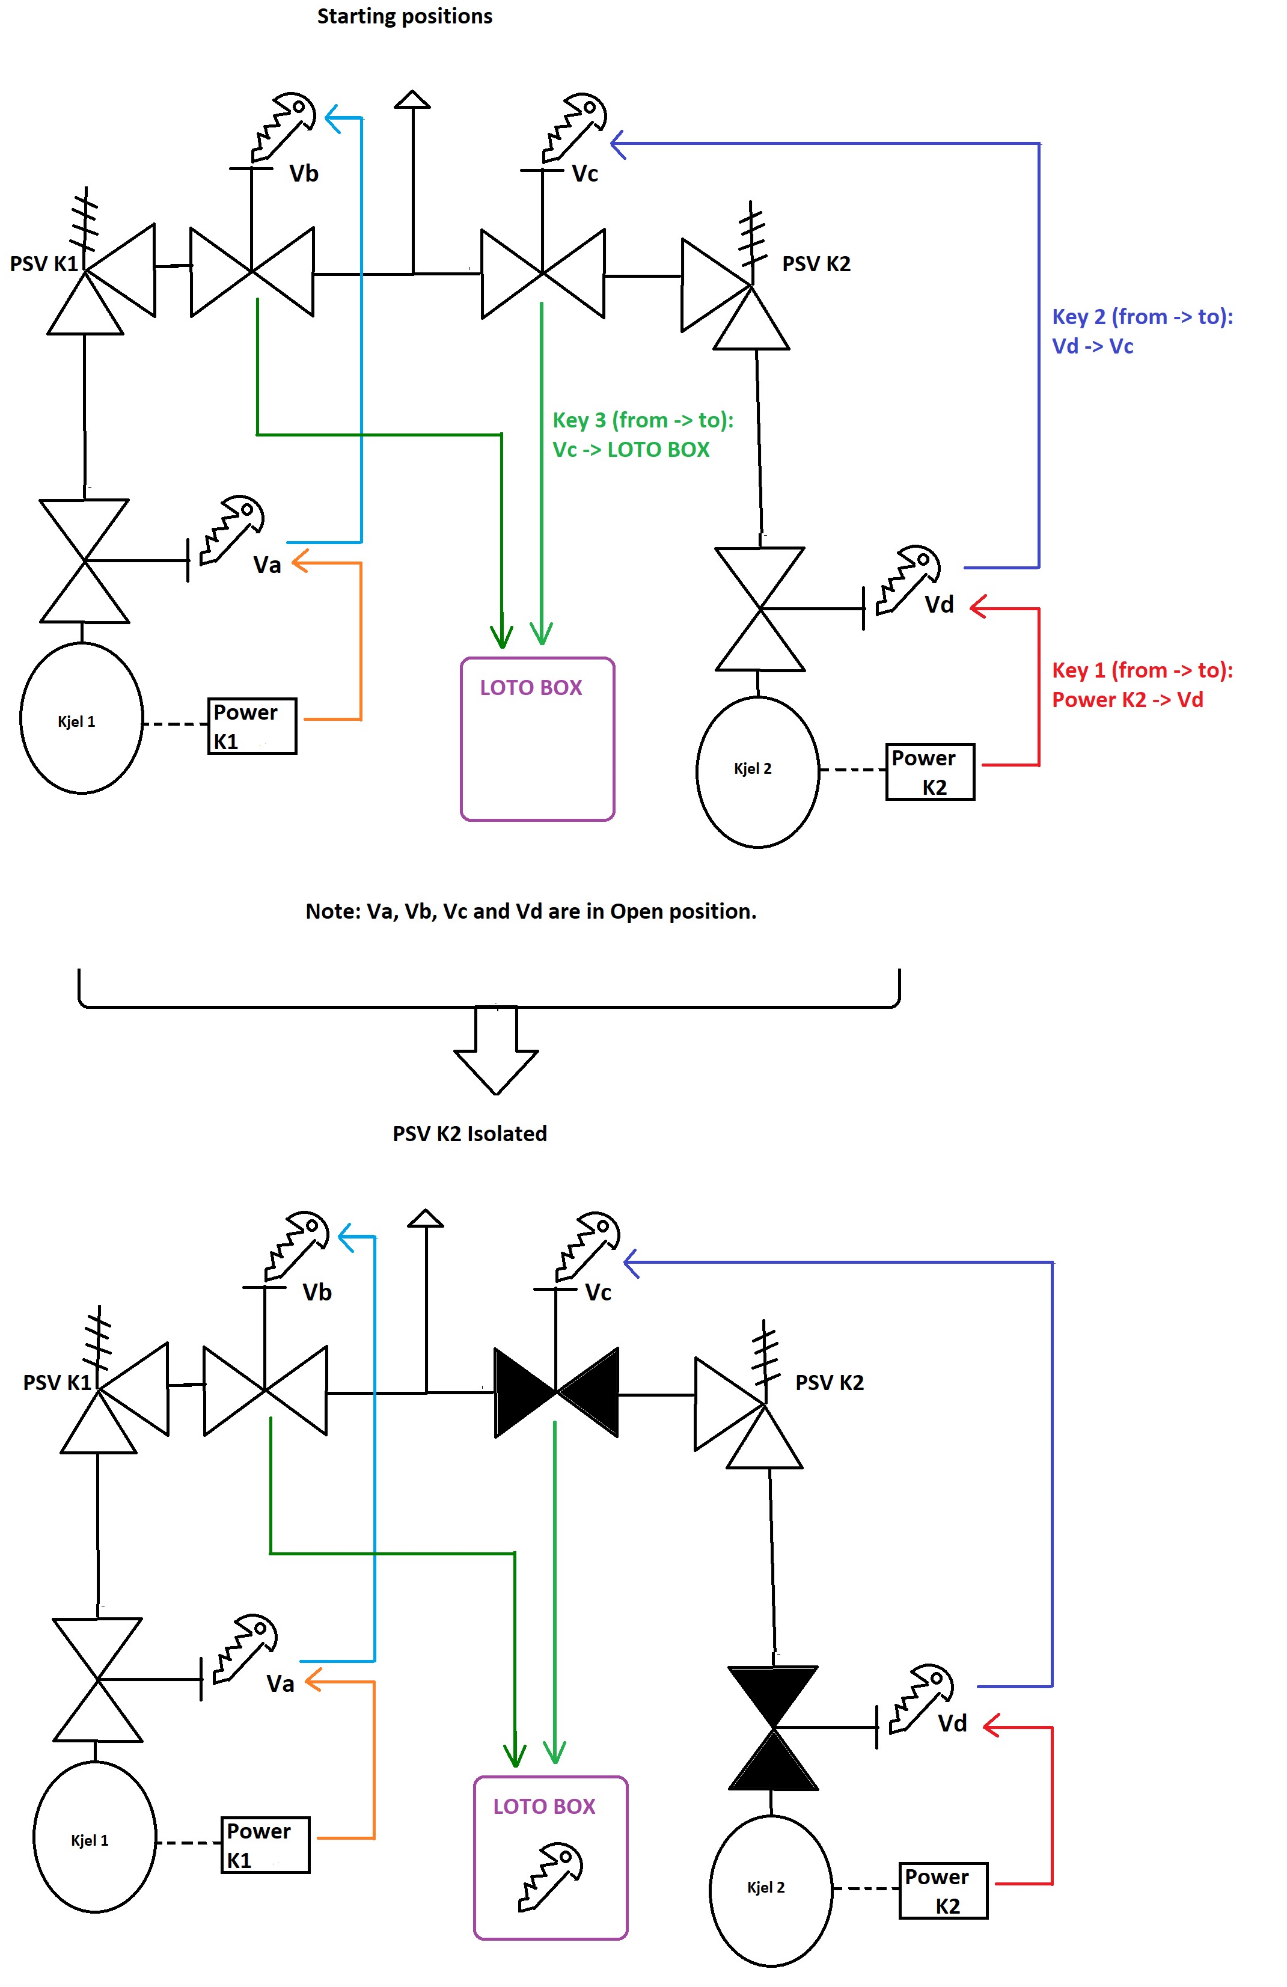 Starting positions
Vb
Vc
PSV K1
PSV K2
Key 2 (from -> to):
Vd -> Vc
Key 3 (from -> to):
Vc -> LOTO BOX
Va
Vd
LOTO BOX
Key 1 (from -> to):
Power K2 -> Vd
Kjel 1
Power
K1
Kjel 2
Power
K2
Note: Va, Vb, Vc and Vd are in Open position.
PSV K2 Isolated
Vb
Vc
PSV K1
PSV K2
Va
Vd
LOTO BOX
Kjel 1
Power
K1
Kjel 2
Power
K2